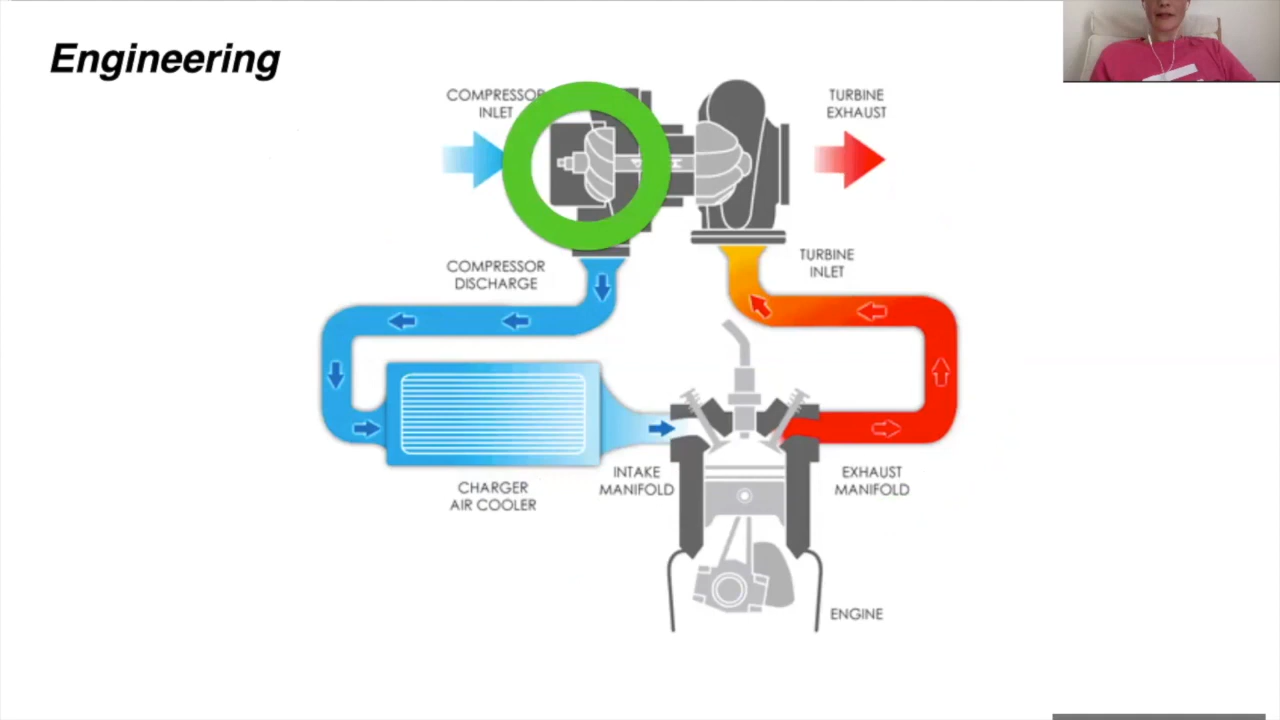 Engineering
COMPRESSOR
INLET
TURBINE
EXHAUST
COMPRESSOR
DISCHARGE
TURBINE
INLET
INTAKE
MANIFOLD
EXHAUST
MANIFOLD
CHARGER
AIR COOLER
ENGINE